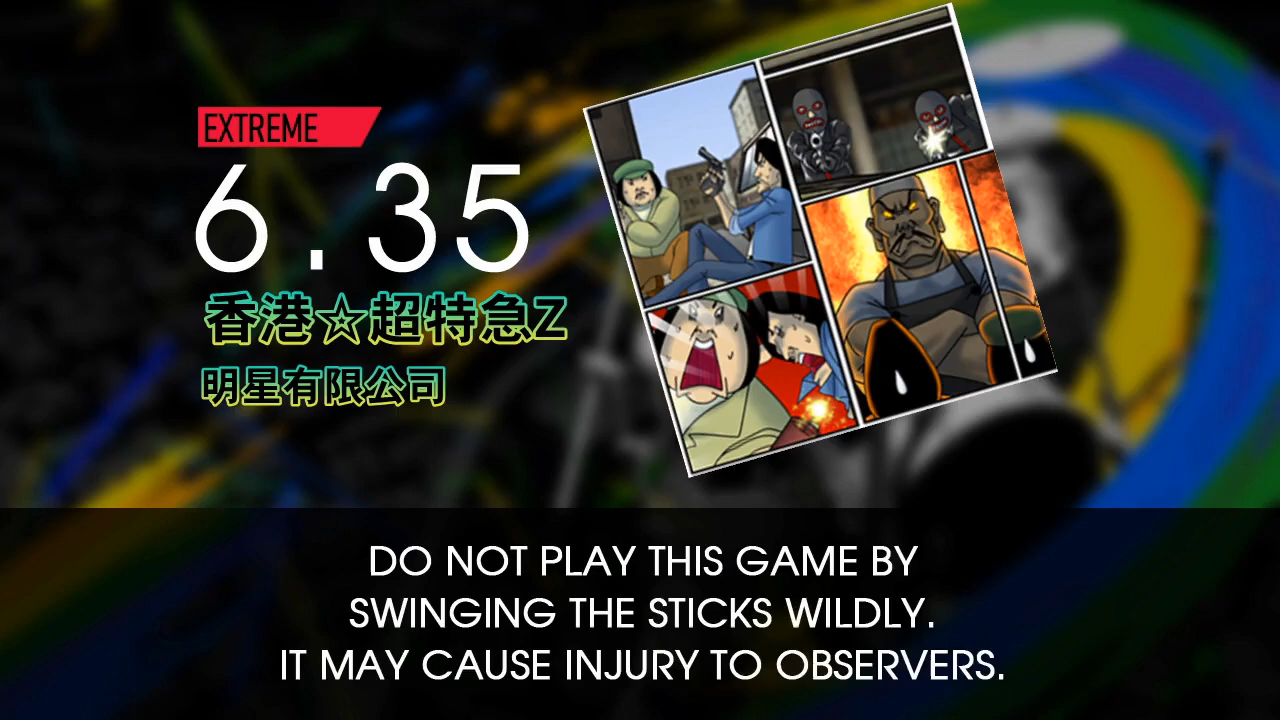 EXTREME
6.35
香港☆超特急Z
明星有限公司
DO NOT PLAY THIS GAME BY
SWINGING THE STICKS WILDLY.
IT MAY CAUSE INJURY TO OBSERVERS.